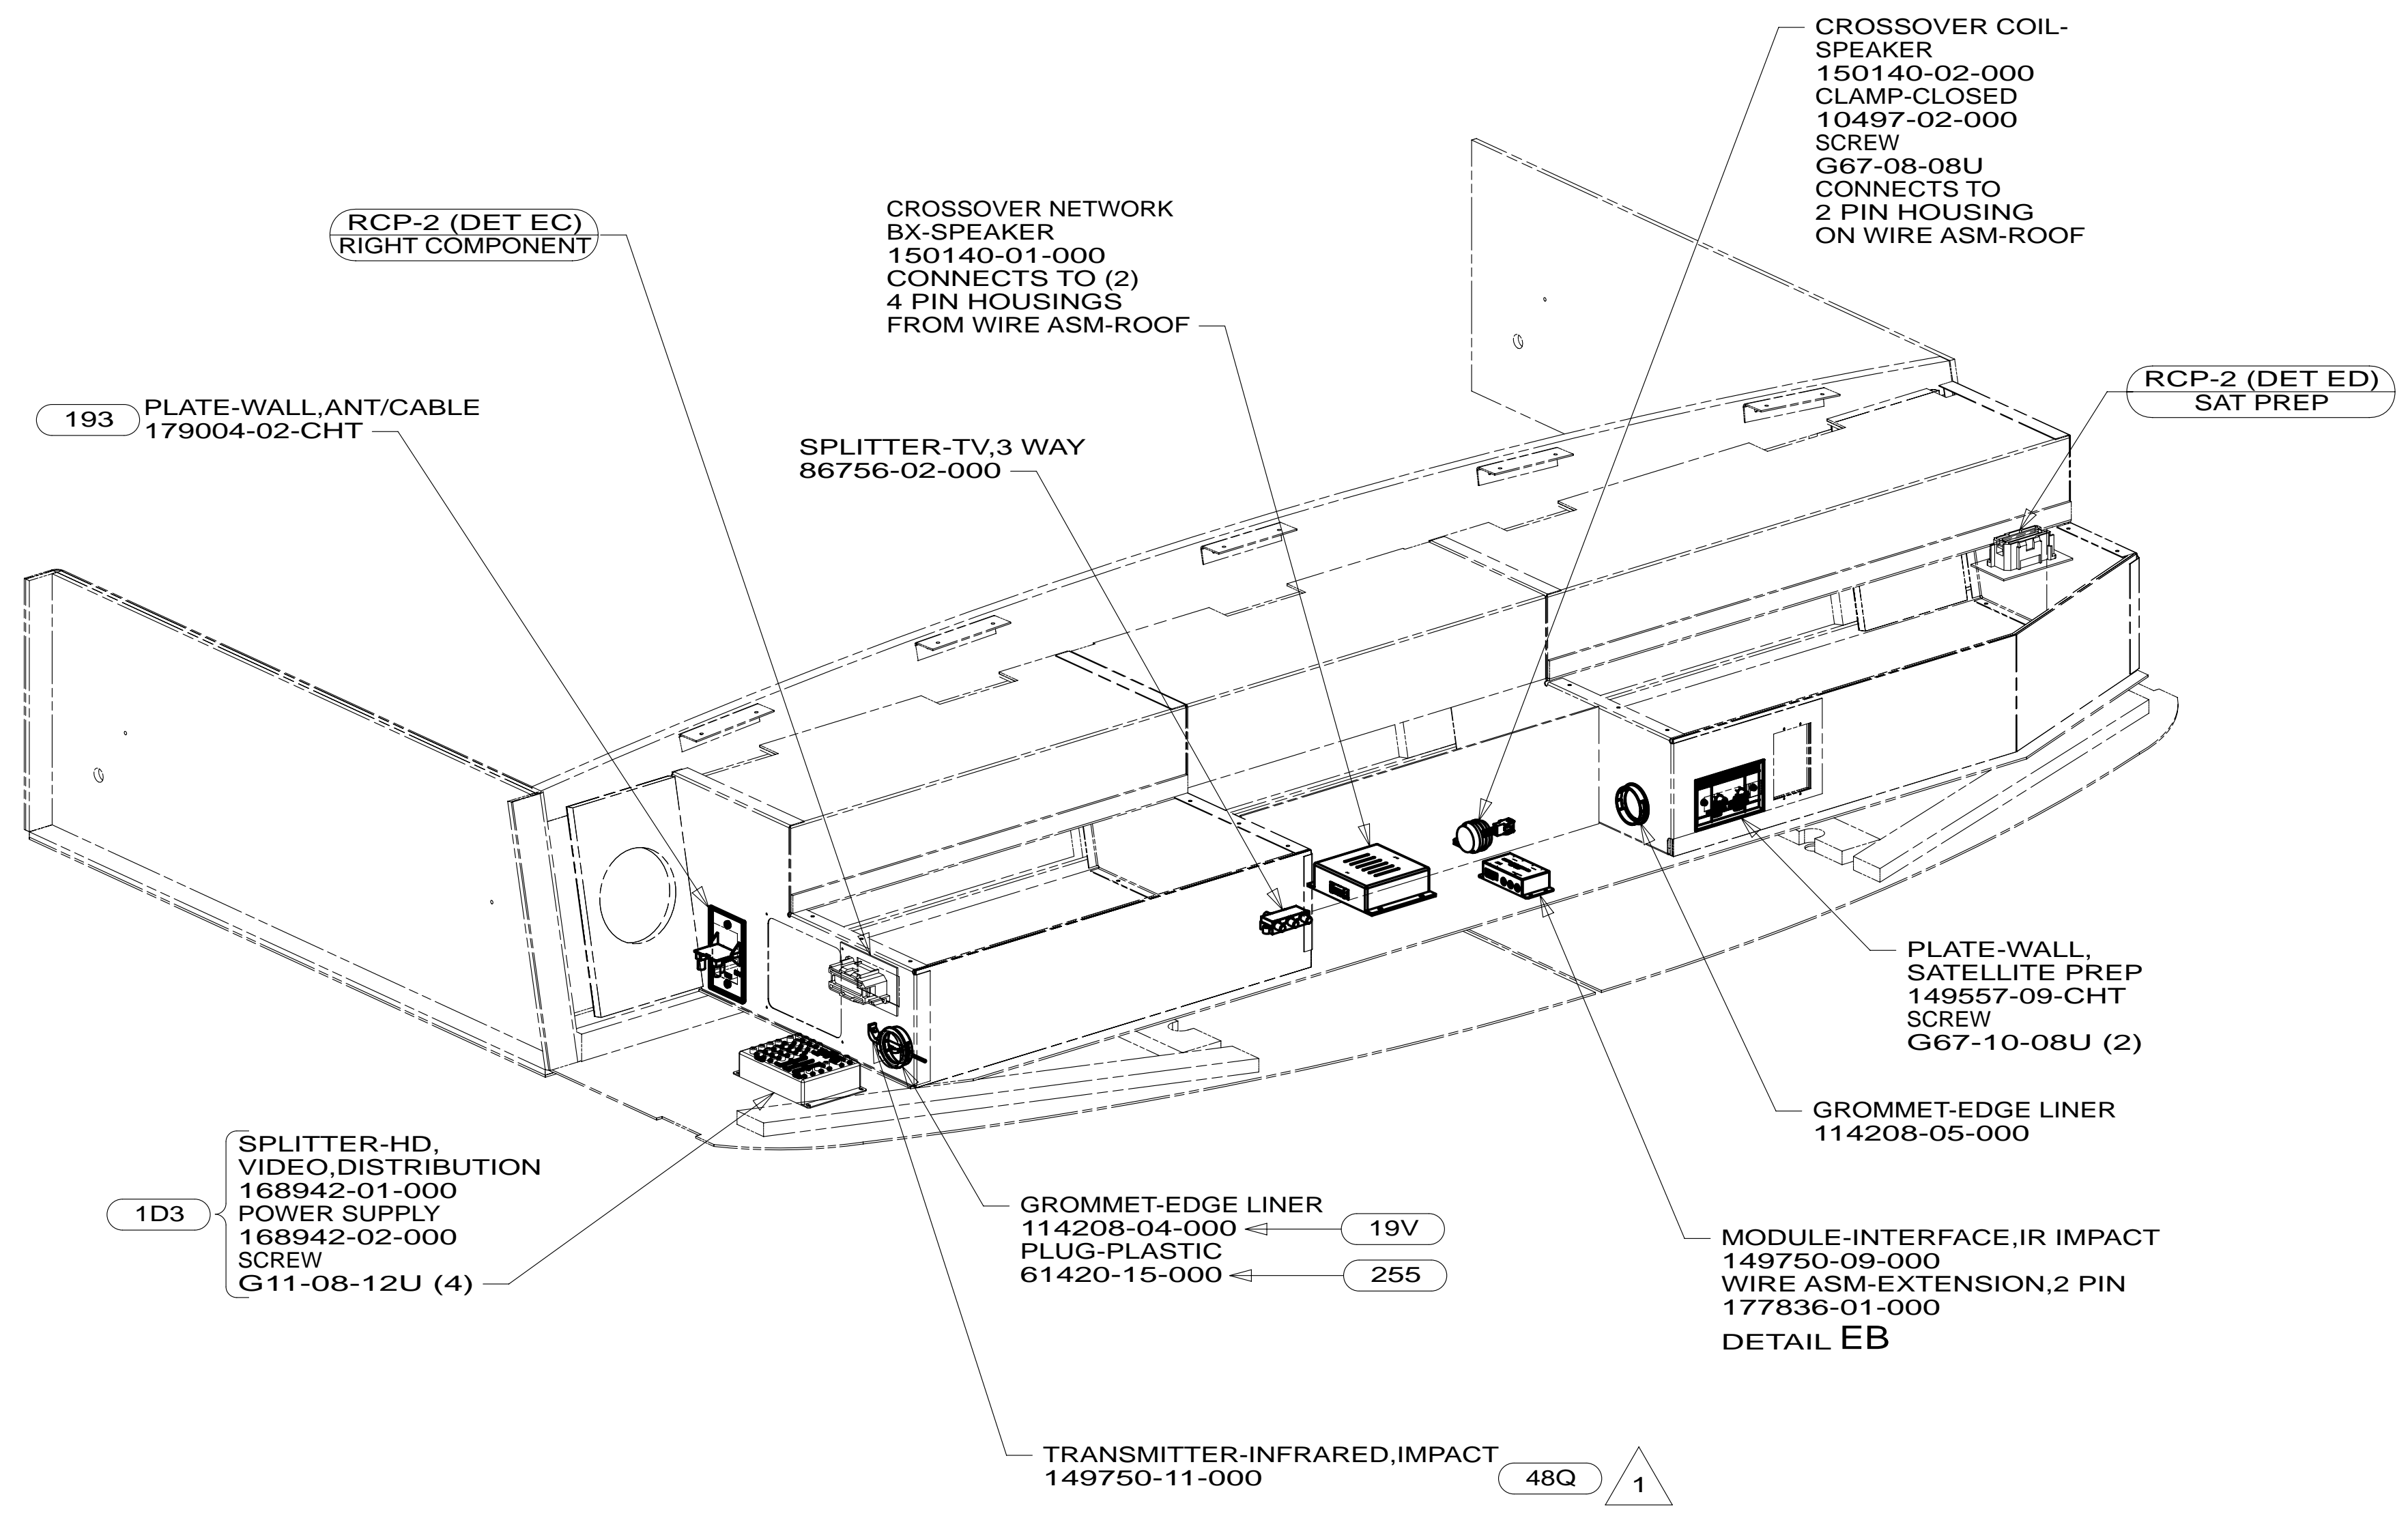 CROSSOVER COIL-
SPEAKER
150140-02-000
CLAMP-CLOSED
10497-02-000
SCREW
G67-08-08U
CONNECTS TO
2 PIN HOUSING
ON WIRE ASM-ROOF
CROSSOVER NETWORK
BX-SPEAKER
150140-01-000
CONNECTS TO (2)
4 PIN HOUSINGS
FROM WIRE ASM-ROOF
RCP-2 (DET EC)
RIGHT COMPONENT
RCP-2 (DET ED)
SAT PREP
193
PLATE-WALL,ANT/CABLE
179004-02-CHT
SPLITTER-TV,3 WAY
86756-02-000
PLATE-WALL,
SATELLITE PREP
149557-09-CHT
SCREW
G67-10-08U (2)
GROMMET-EDGE LINER
114208-05-000
1D3
SPLITTER-HD,
VIDEO,DISTRIBUTION
168942-01-000
POWER SUPPLY
168942-02-000
SCREW
G11-08-12U (4)
GROMMET-EDGE LINER
114208-04-000
19V
PLUG-PLASTIC
61420-15-000
255
MODULE-INTERFACE,IR IMPACT
149750-09-000
WIRE ASM-EXTENSION,2 PIN
177836-01-000
DETAIL EB
TRANSMITTER-INFRARED,IMPACT
149750-11-000
48Q
1